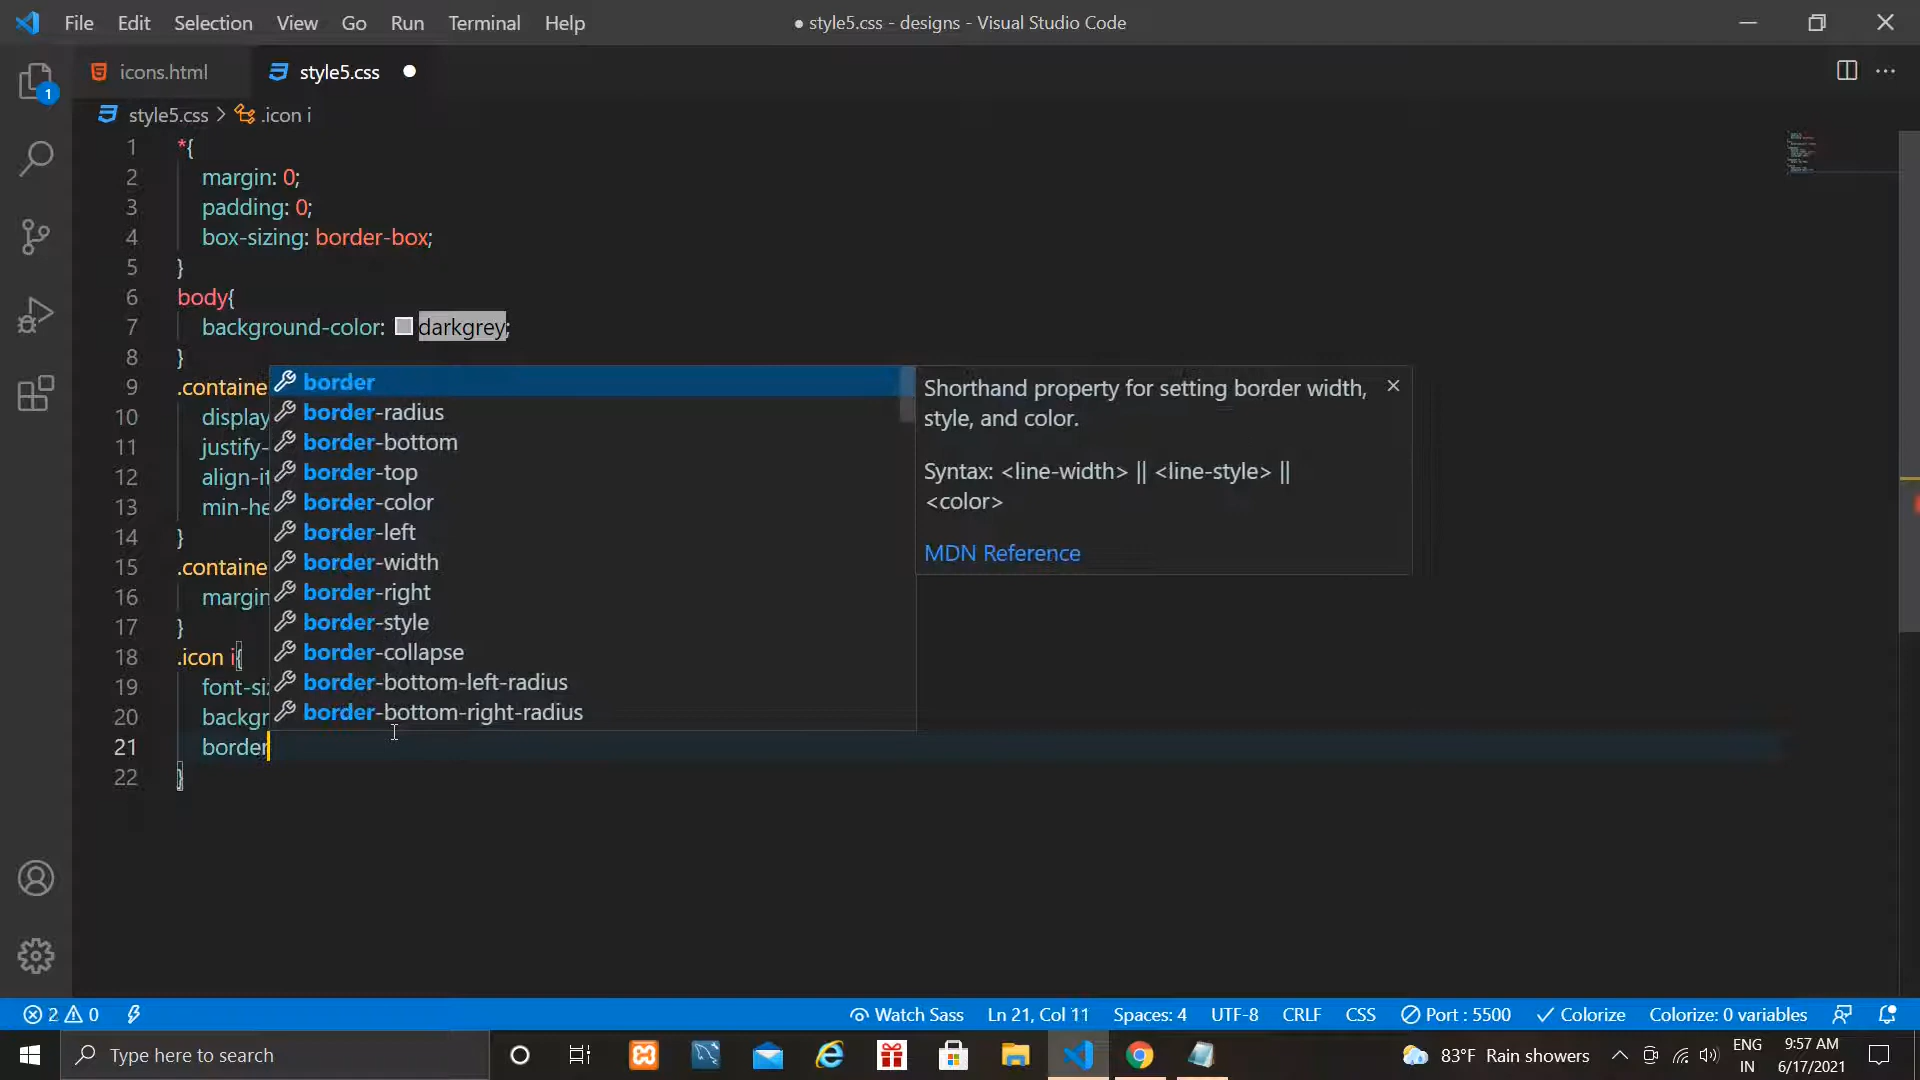 File Edit Selection View Go Run Terminal Help
● style5.css - designs - Visual Studio Code
icons.html
style5.css ●
style5.css > .icon i
1 *{
2 margin: 0;
3 padding: 0;
4 box-sizing: border-box;
5 }
6 body{
7 background-color: darkgrey;
8 }
9 .containe
10 display
11 justify-
12 align-it
13 min-he
14 }
15 .containe
16 margin
17 }
18 .icon i{
19 font-siz
20 backgr
21 border
22 }
border
border-radius
border-bottom
border-top
border-color
border-left
border-width
border-right
border-style
border-collapse
border-bottom-left-radius
border-bottom-right-radius
Shorthand property for setting border width,
style, and color.
Syntax: <line-width> || <line-style> ||
<color>
MDN Reference
1
2 0
Watch Sass Ln 21, Col 11 Spaces: 4 UTF-8 CRLF CSS Port : 5500 Colorize Colorize: 0 variables
Type here to search
83°F Rain showers
ENG
IN
9:57 AM
6/17/2021